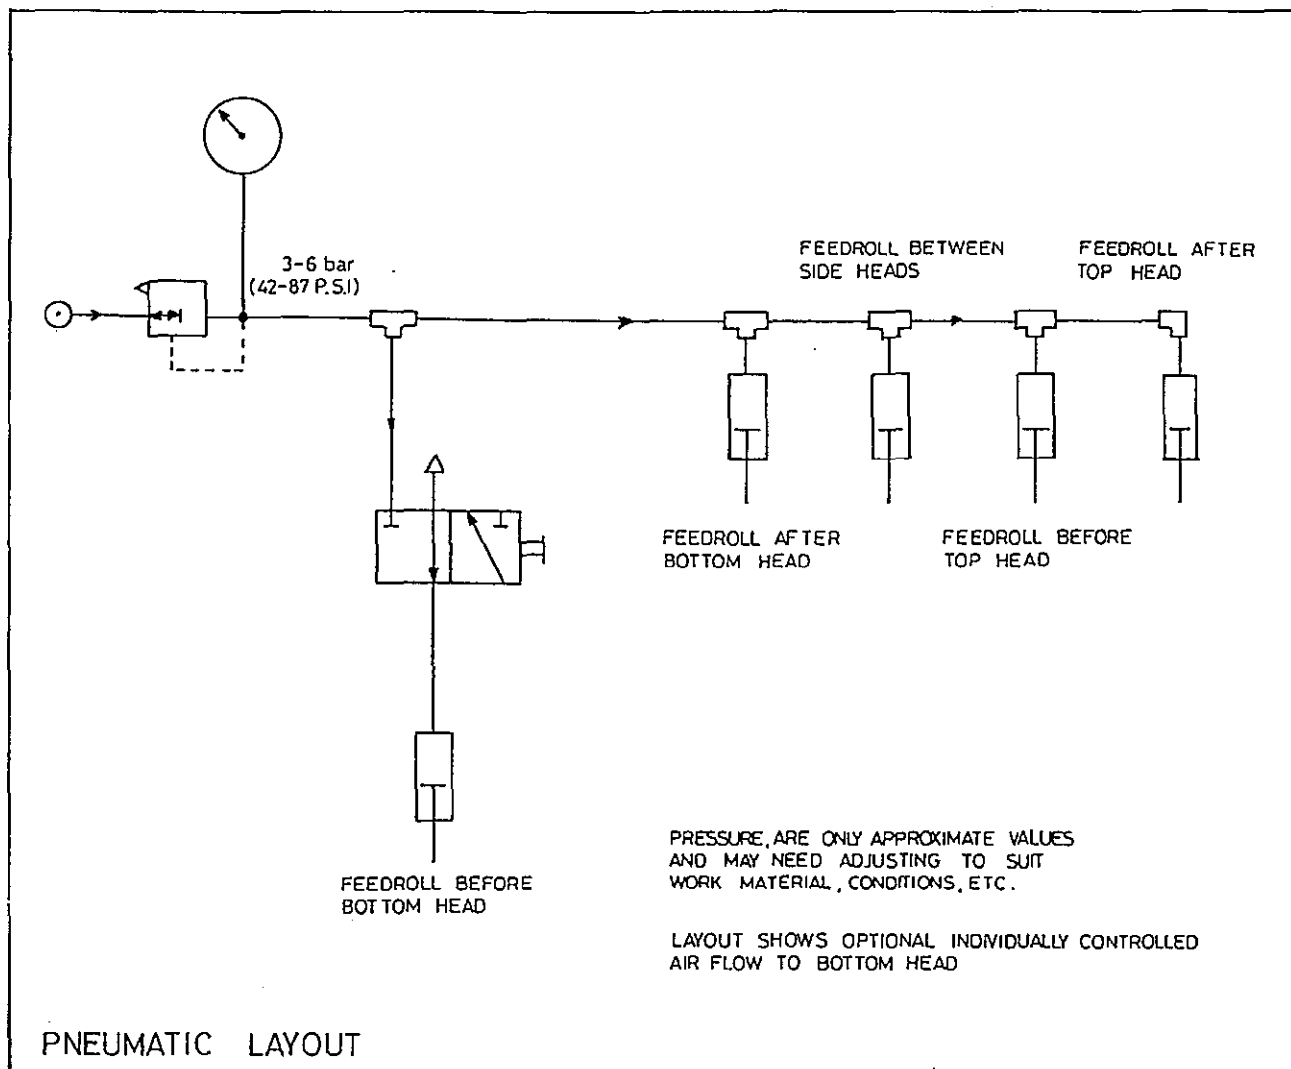 3-6 bar
(42-87 P.S.I)
FEEDROLL BETWEEN
SIDE HEADS
FEEDROLL AFTER
TOP HEAD
FEEDROLL AFTER
BOTTOM HEAD
FEEDROLL BEFORE
TOP HEAD
FEEDROLL BEFORE
BOTTOM HEAD
PRESSURE, ARE ONLY APPROXIMATE VALUES
AND MAY NEED ADJUSTING TO SUIT
WORK MATERIAL, CONDITIONS, ETC.
LAYOUT SHOWS OPTIONAL INDIVIDUALLY CONTROLLED
AIR FLOW TO BOTTOM HEAD
PNEUMATIC LAYOUT